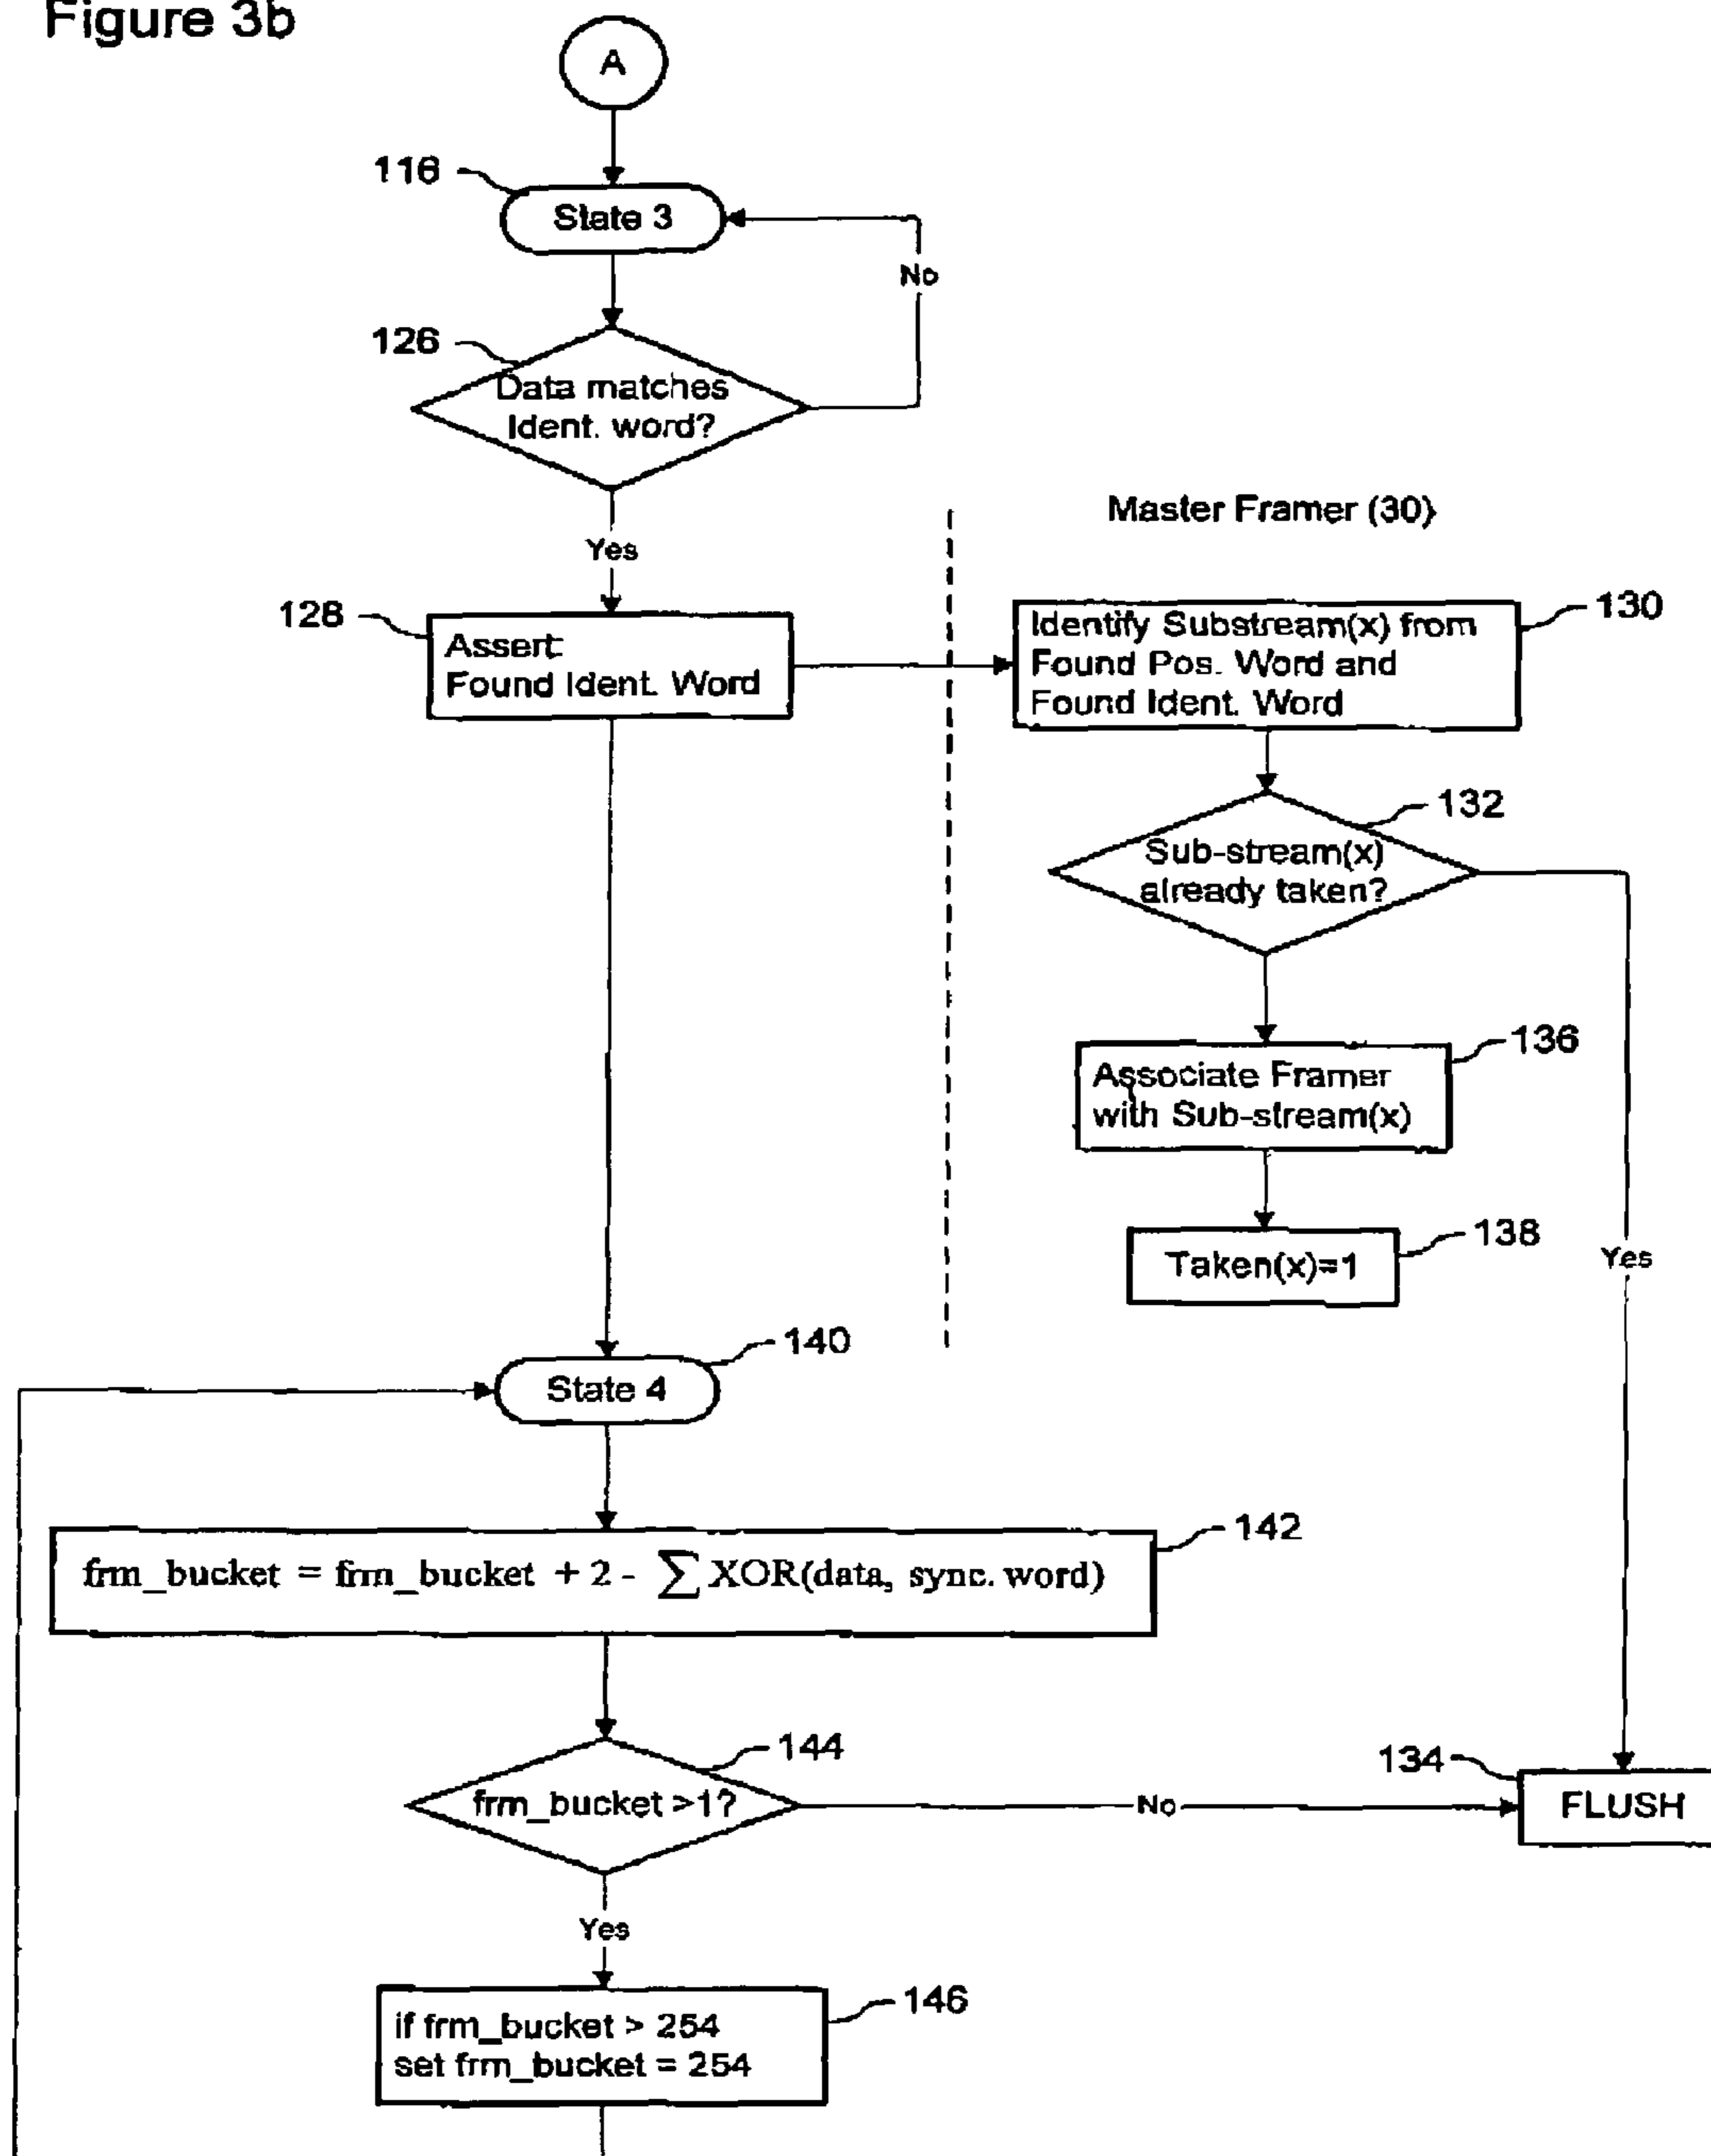 Figure 3b
A
116
State 3
No
126
Data matches
Ident. word?
Yes
Master Framer (30)
128
Assert:
Found Ident. Word
130
Identify Substream(x) from
Found Pos. Word and
Found Ident. Word
132
Sub-stream(x)
already taken?
136
Associate Framer
with Sub-stream(x)
138
Taken(x)=1
Yes
140
State 4
142
frm_bucket = frm_bucket + 2 - ∑ XOR(data, sync. word)
144
frm_bucket >1?
No
134
FLUSH
Yes
146
if frm_bucket > 254
set frm_bucket = 254